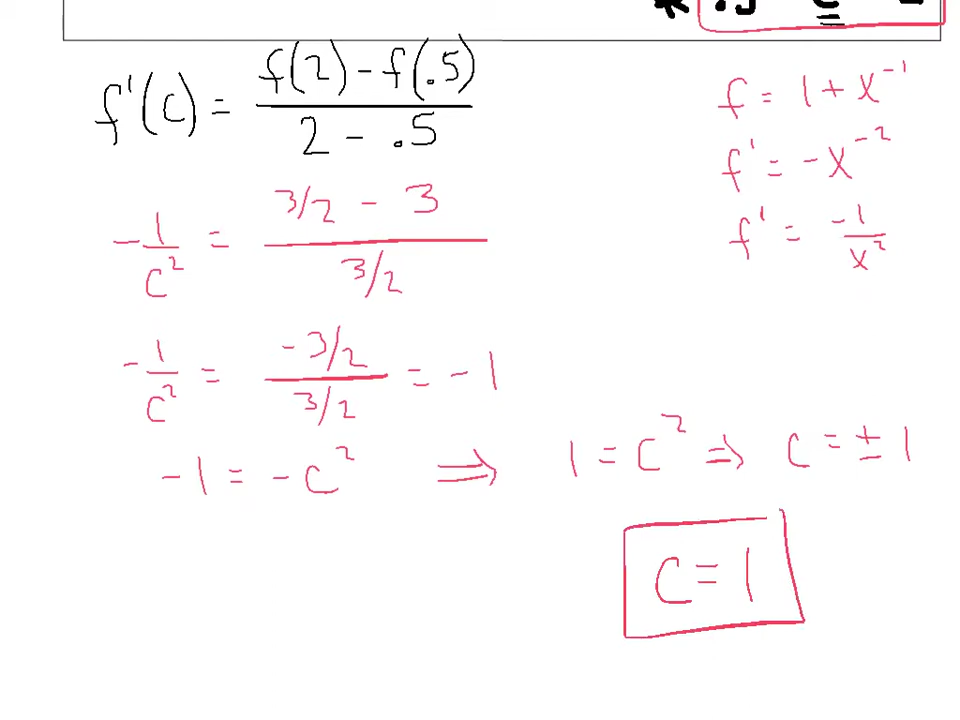 f'(c) = f(2) - f(.5) / 2 - .5
f = 1 + x^-1
f' = -x^-2
f' = -1/x^2
-1/c^2 = 3/2 - 3 / 3/2
-1/c^2 = -3/2 / 3/2 = -1
-1 = -c^2 ⟹ 1 = c^2 ⟹ c = ± 1
c = 1